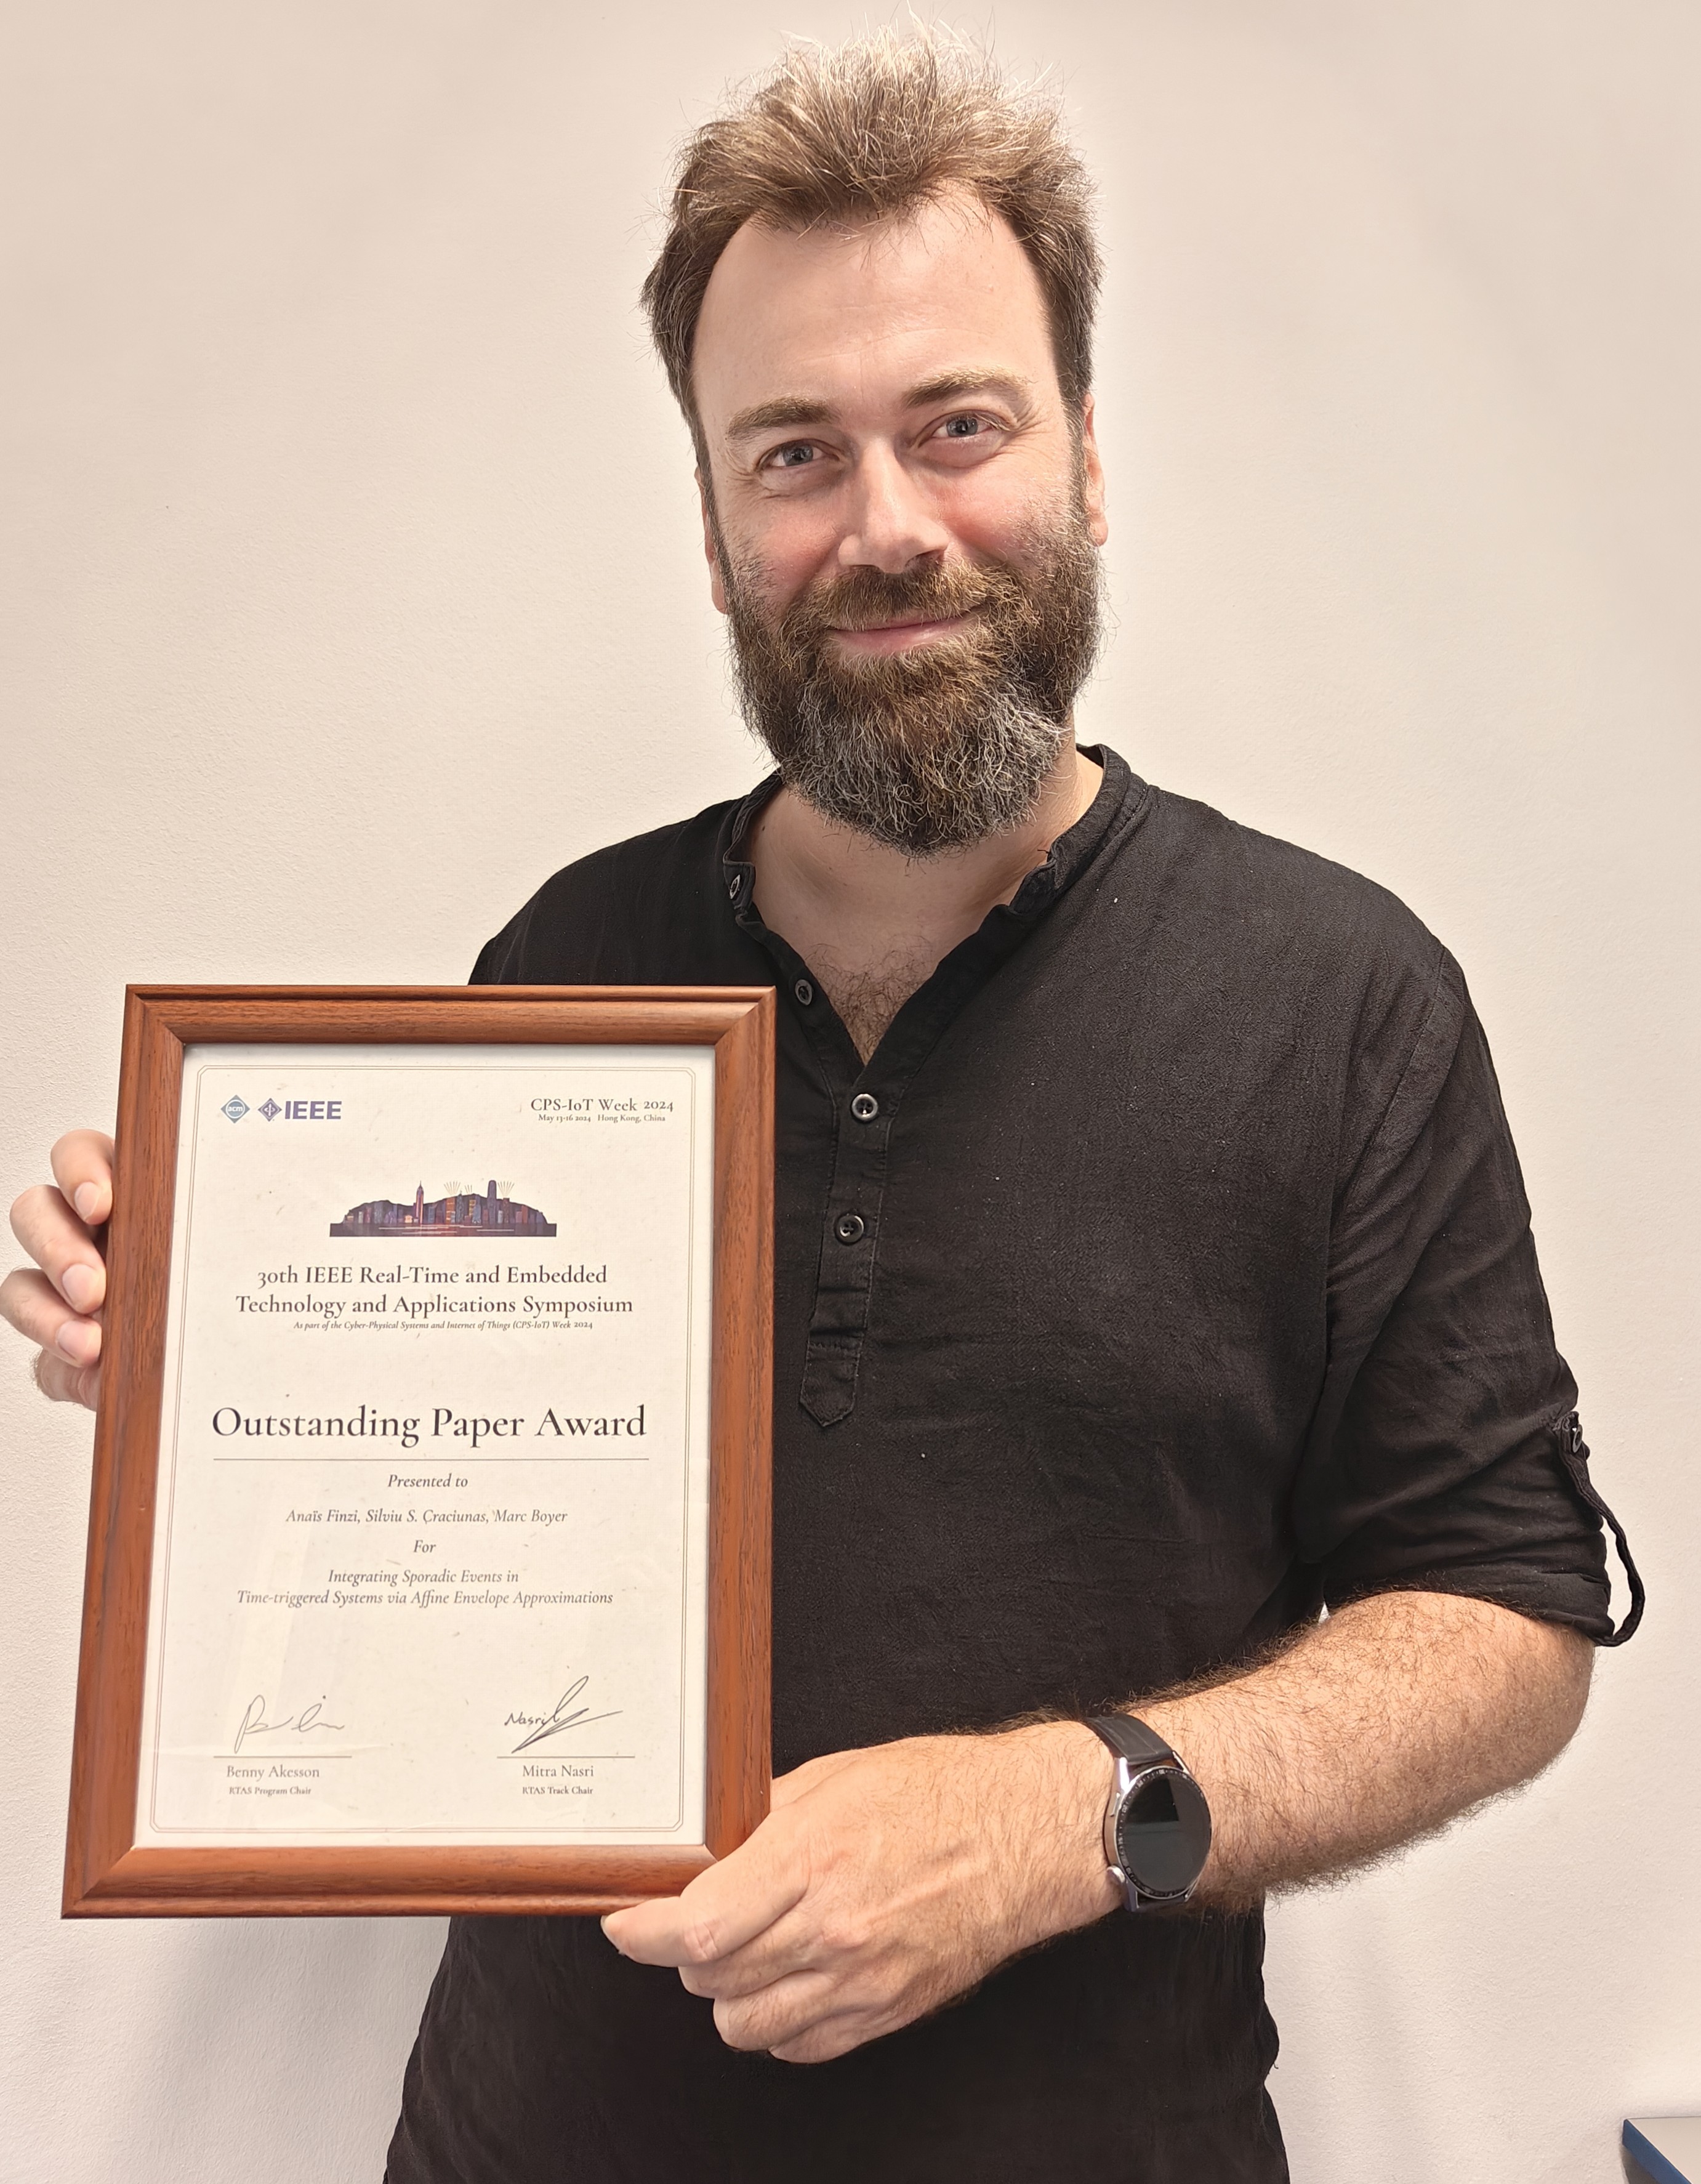 acm IEEE
CPS-IoT Week 2024
May 13-16 2024 Hong Kong, China
30th IEEE Real-Time and Embedded
Technology and Applications Symposium
As part of the Cyber-Physical Systems and Internet of Things (CPS-IoT) Week 2024
Outstanding Paper Award
Presented to
Anaïs Finzi, Silviu S. Craciunas, Marc Boyer
For
Integrating Sporadic Events in
Time-triggered Systems via Affine Envelope Approximations
Nasri
Benny Akesson
Mitra Nasri
RTAS Program Chair
RTAS Track Chair